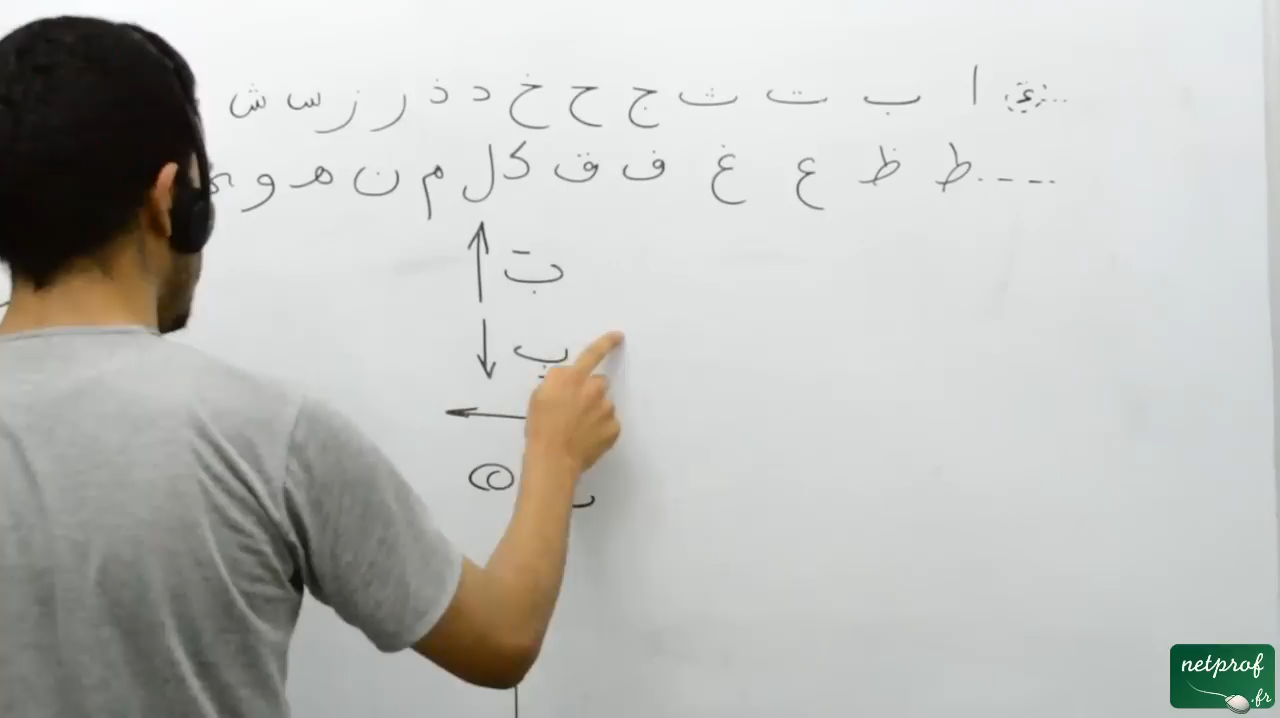 ء ا ب ت ث ج ح خ د ذ ر ز س ش
ط ظ ع غ ف ق ك ل م ن ه و
بَ
بِ
netprof
.fr